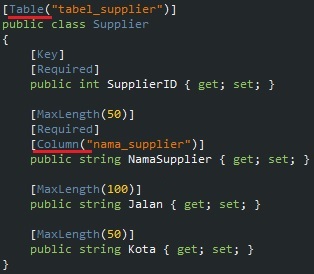 [Table("tabel_supplier")]
public class Supplier
{
[Key]
[Required]
public int SupplierID { get; set; }
[MaxLength(50)]
[Required]
[Column("nama_supplier")]
public string NamaSupplier { get; set; }
[MaxLength(100)]
public string Jalan { get; set; }
[MaxLength(50)]
public string Kota { get; set; }
}